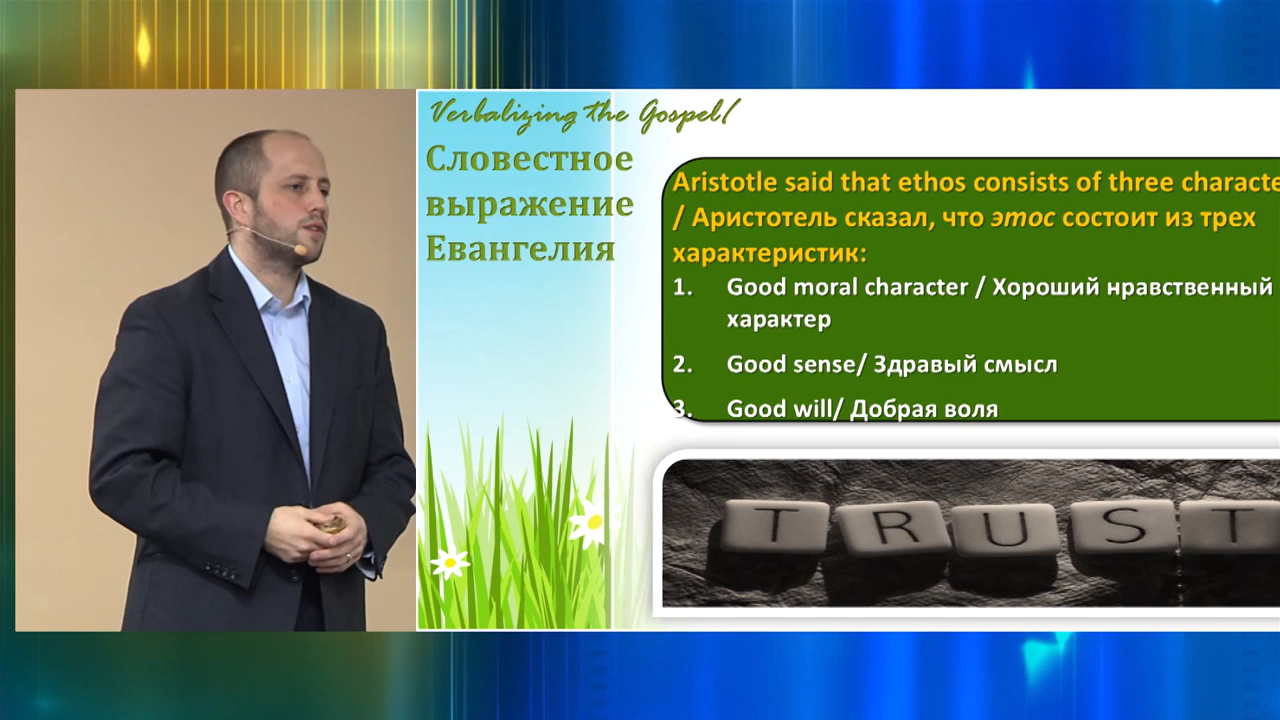 Verbalizing the Gospel/
Словестное
выражение
Евангелия
Aristotle said that ethos consists of three characte
/ Аристотель сказал, что этос состоит из трех
характеристик:
1. Good moral character / Хороший нравственный
характер
2. Good sense/ Здравый смысл
3. Good will/ Добрая воля
TRUST